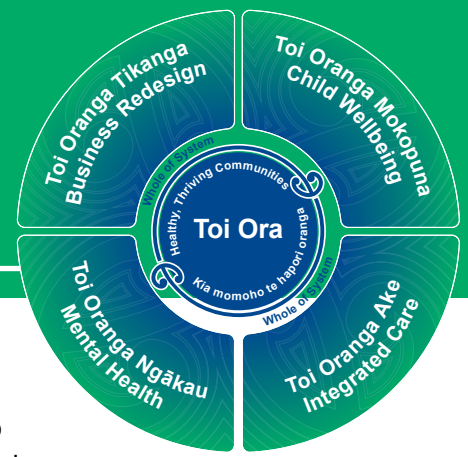 Toi Oranga Tikanga
Business Redesign
Toi Oranga Mokopuna
Child Wellbeing
Whole of System
Healthy, Thriving Communities
Toi Ora
Kia momoho te hapori oranga
Whole of System
Toi Oranga Ngākau
Mental Health
Toi Oranga Ake
Integrated Care